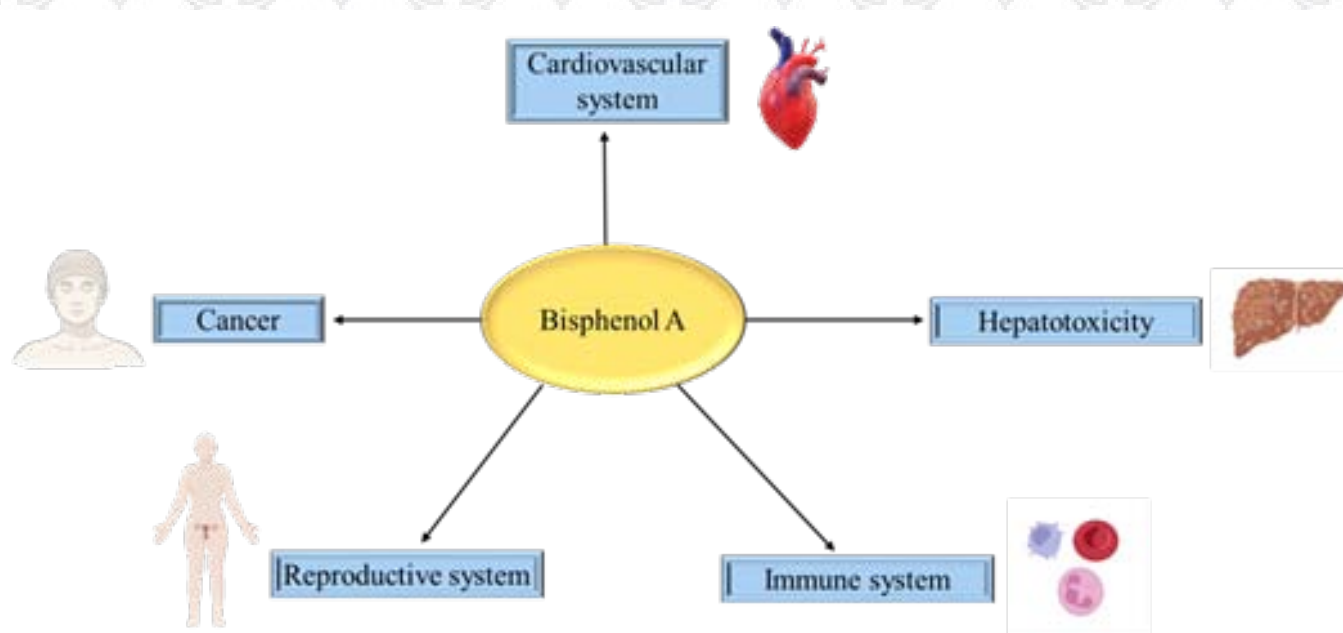 Cardiovascular
system
Cancer
Bisphenol A
Hepatotoxicity
Reproductive system
Immune system